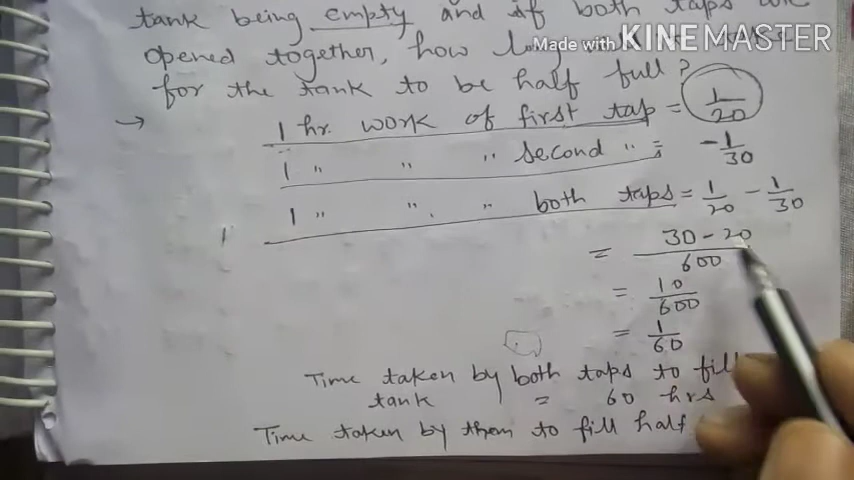 tank being empty and if both taps are
opened together, how
Made with KINEMASTER
for the tank to be half full?
→ 1 hr. work of first tap = 1/20
1 " " " second " = -1/30
1 " " " both taps = 1/20 - 1/30
= 30-20/600
= 10/600
= 1/60
Time taken by both taps to fill
tank = 60 hrs
Time taken by them to fill half